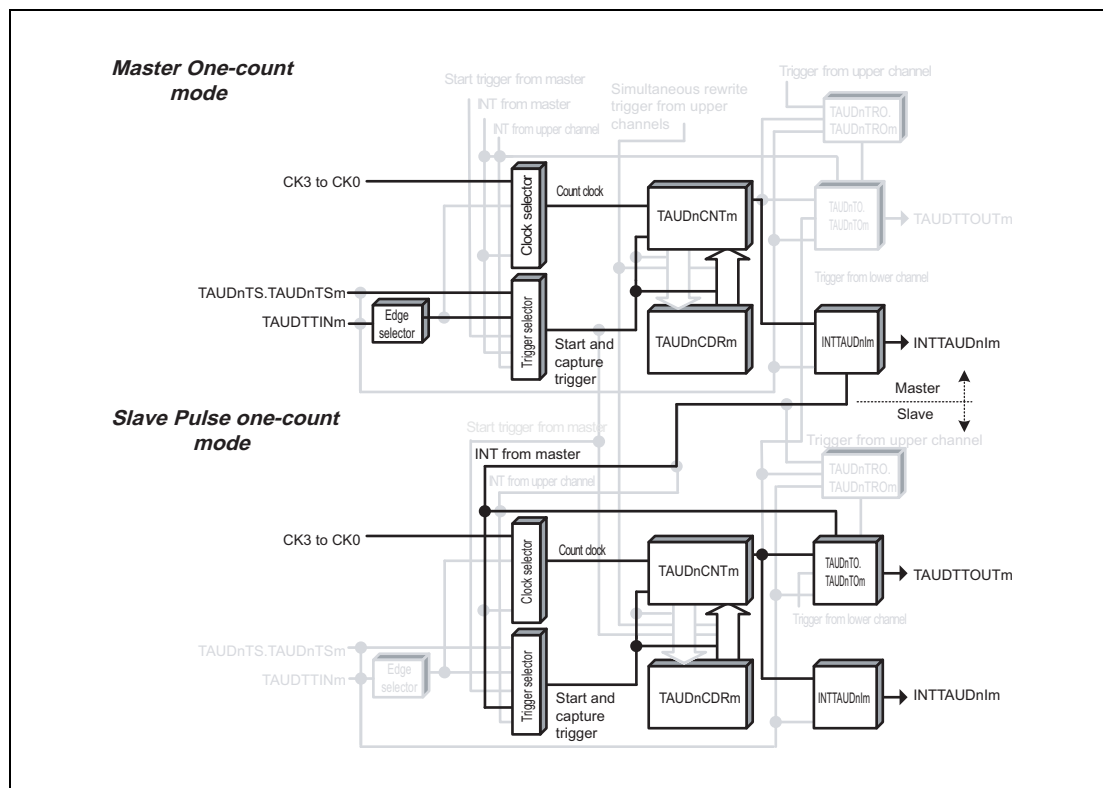 Master One-count
mode
Start trigger from master
INT from master
INT from upper channel
Simultaneous rewrite
trigger from upper
channels
Trigger from upper channel
TAUDnTRO.
TAUDnTROm
CK3 to CK0
Clock selector
Count clock
TAUDnCNTm
TAUDnTO.
TAUDnTOm
TAUDTTOUTm
Trigger from lower channel
TAUDnTS.TAUDnTSm
TAUDTTINm
Edge
selector
Trigger selector
Start and
capture
trigger
TAUDnCDRm
INTTAUDnIm
INTTAUDnIm
Master
Slave
Slave Pulse one-count
mode
Start trigger from master
INT from master
INT from upper channel
Trigger from upper channel
TAUDnTRO.
TAUDnTROm
CK3 to CK0
Clock selector
Count clock
TAUDnCNTm
TAUDnTO.
TAUDnTOm
TAUDTTOUTm
Trigger from lower channel
TAUDnTS.TAUDnTSm
TAUDTTINm
Edge
selector
Trigger selector
Start and
capture
trigger
TAUDnCDRm
INTTAUDnIm
INTTAUDnIm